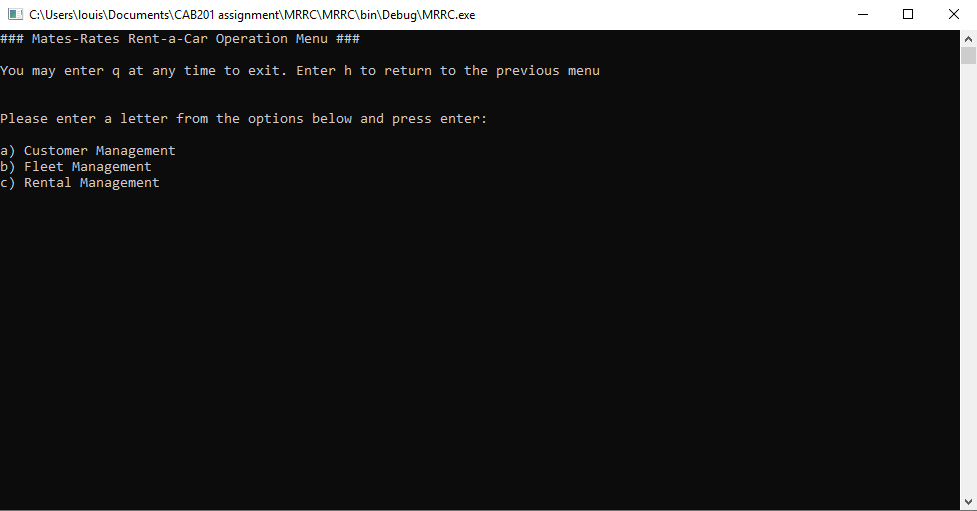 C:\Users\louis\Documents\CAB201 assignment\MRRC\MRRC\bin\Debug\MRRC.exe
### Mates-Rates Rent-a-Car Operation Menu ###
You may enter q at any time to exit. Enter h to return to the previous menu
Please enter a letter from the options below and press enter:
a) Customer Management
b) Fleet Management
c) Rental Management